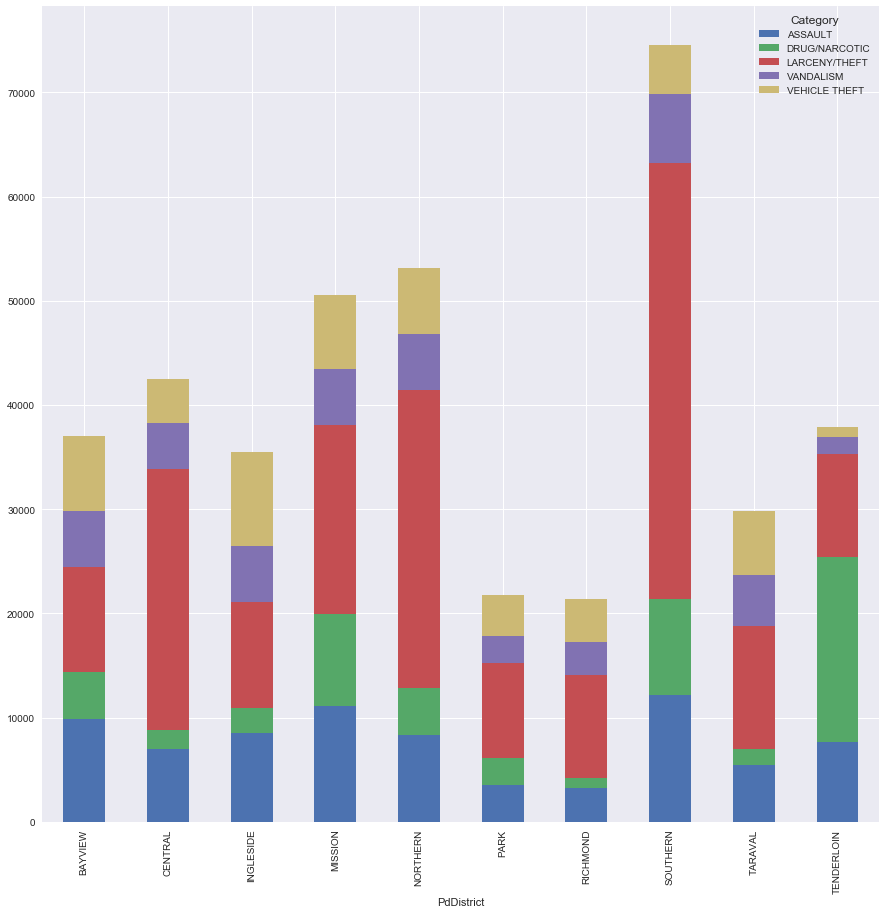 Category
ASSAULT
DRUG/NARCOTIC
LARCENY/THEFT
VANDALISM
VEHICLE THEFT
70000
60000
50000
40000
30000
20000
10000
0
BAYVIEW
CENTRAL
INGLESIDE
MISSION
NORTHERN
PARK
RICHMOND
SOUTHERN
TARAVAL
TENDERLOIN
PdDistrict